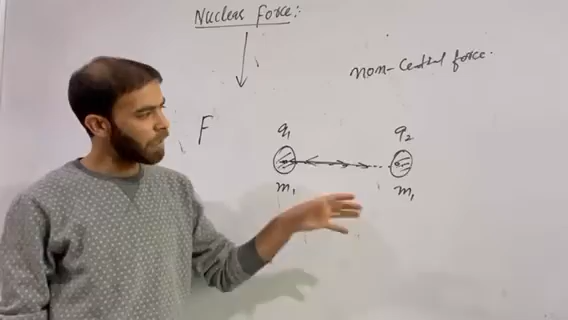 Nuclear Force:
non-Central force.
F
q1 q2
m1 m1